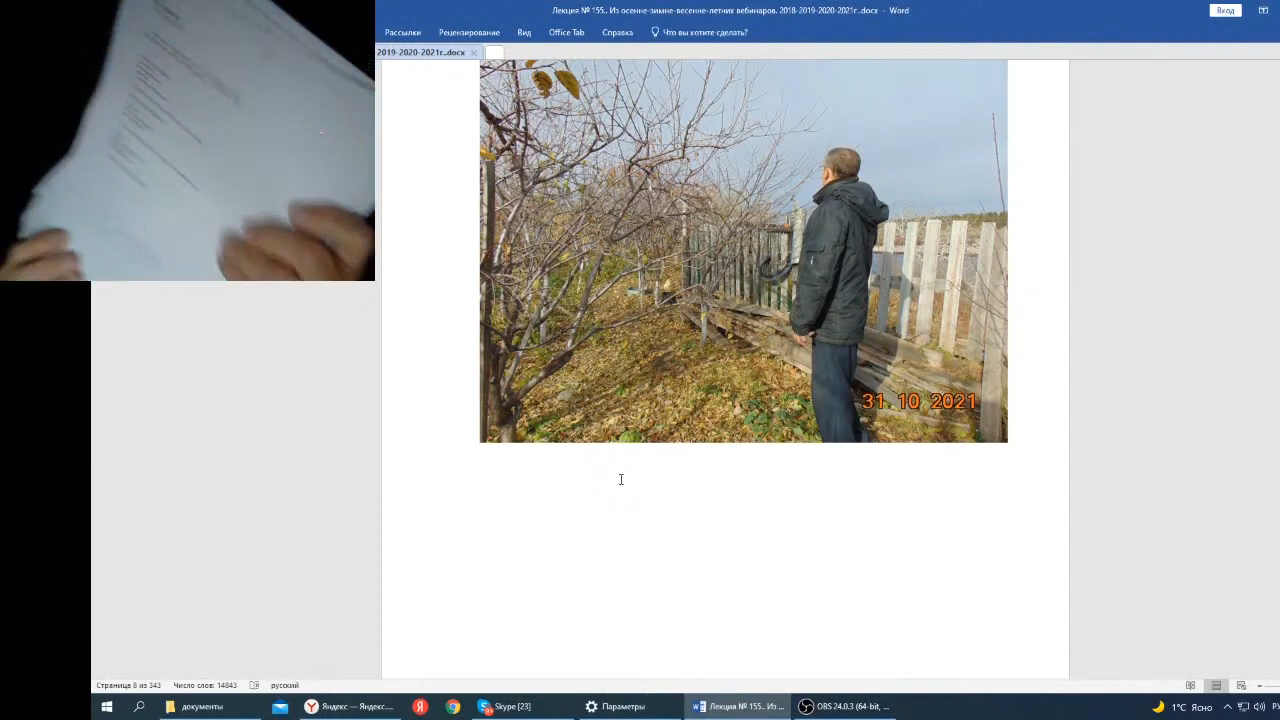 Лекция № 155.. Из осенне-зимне-весенне-летних вебинаров. 2018-2019-2020-2021г..docx - Word
Вход
Рассылки Рецензирование Вид Office Tab Справка Что вы хотите сделать?
2019-2020-2021г...docx
31 10 2021
Страница 8 из 343 Число слов: 14843 русский
документы Яндекс — Яндекс.... Skype [23] Параметры Лекция № 155.. Из ... OBS 24.0.3 (64-bit, ... 1°C Ясно